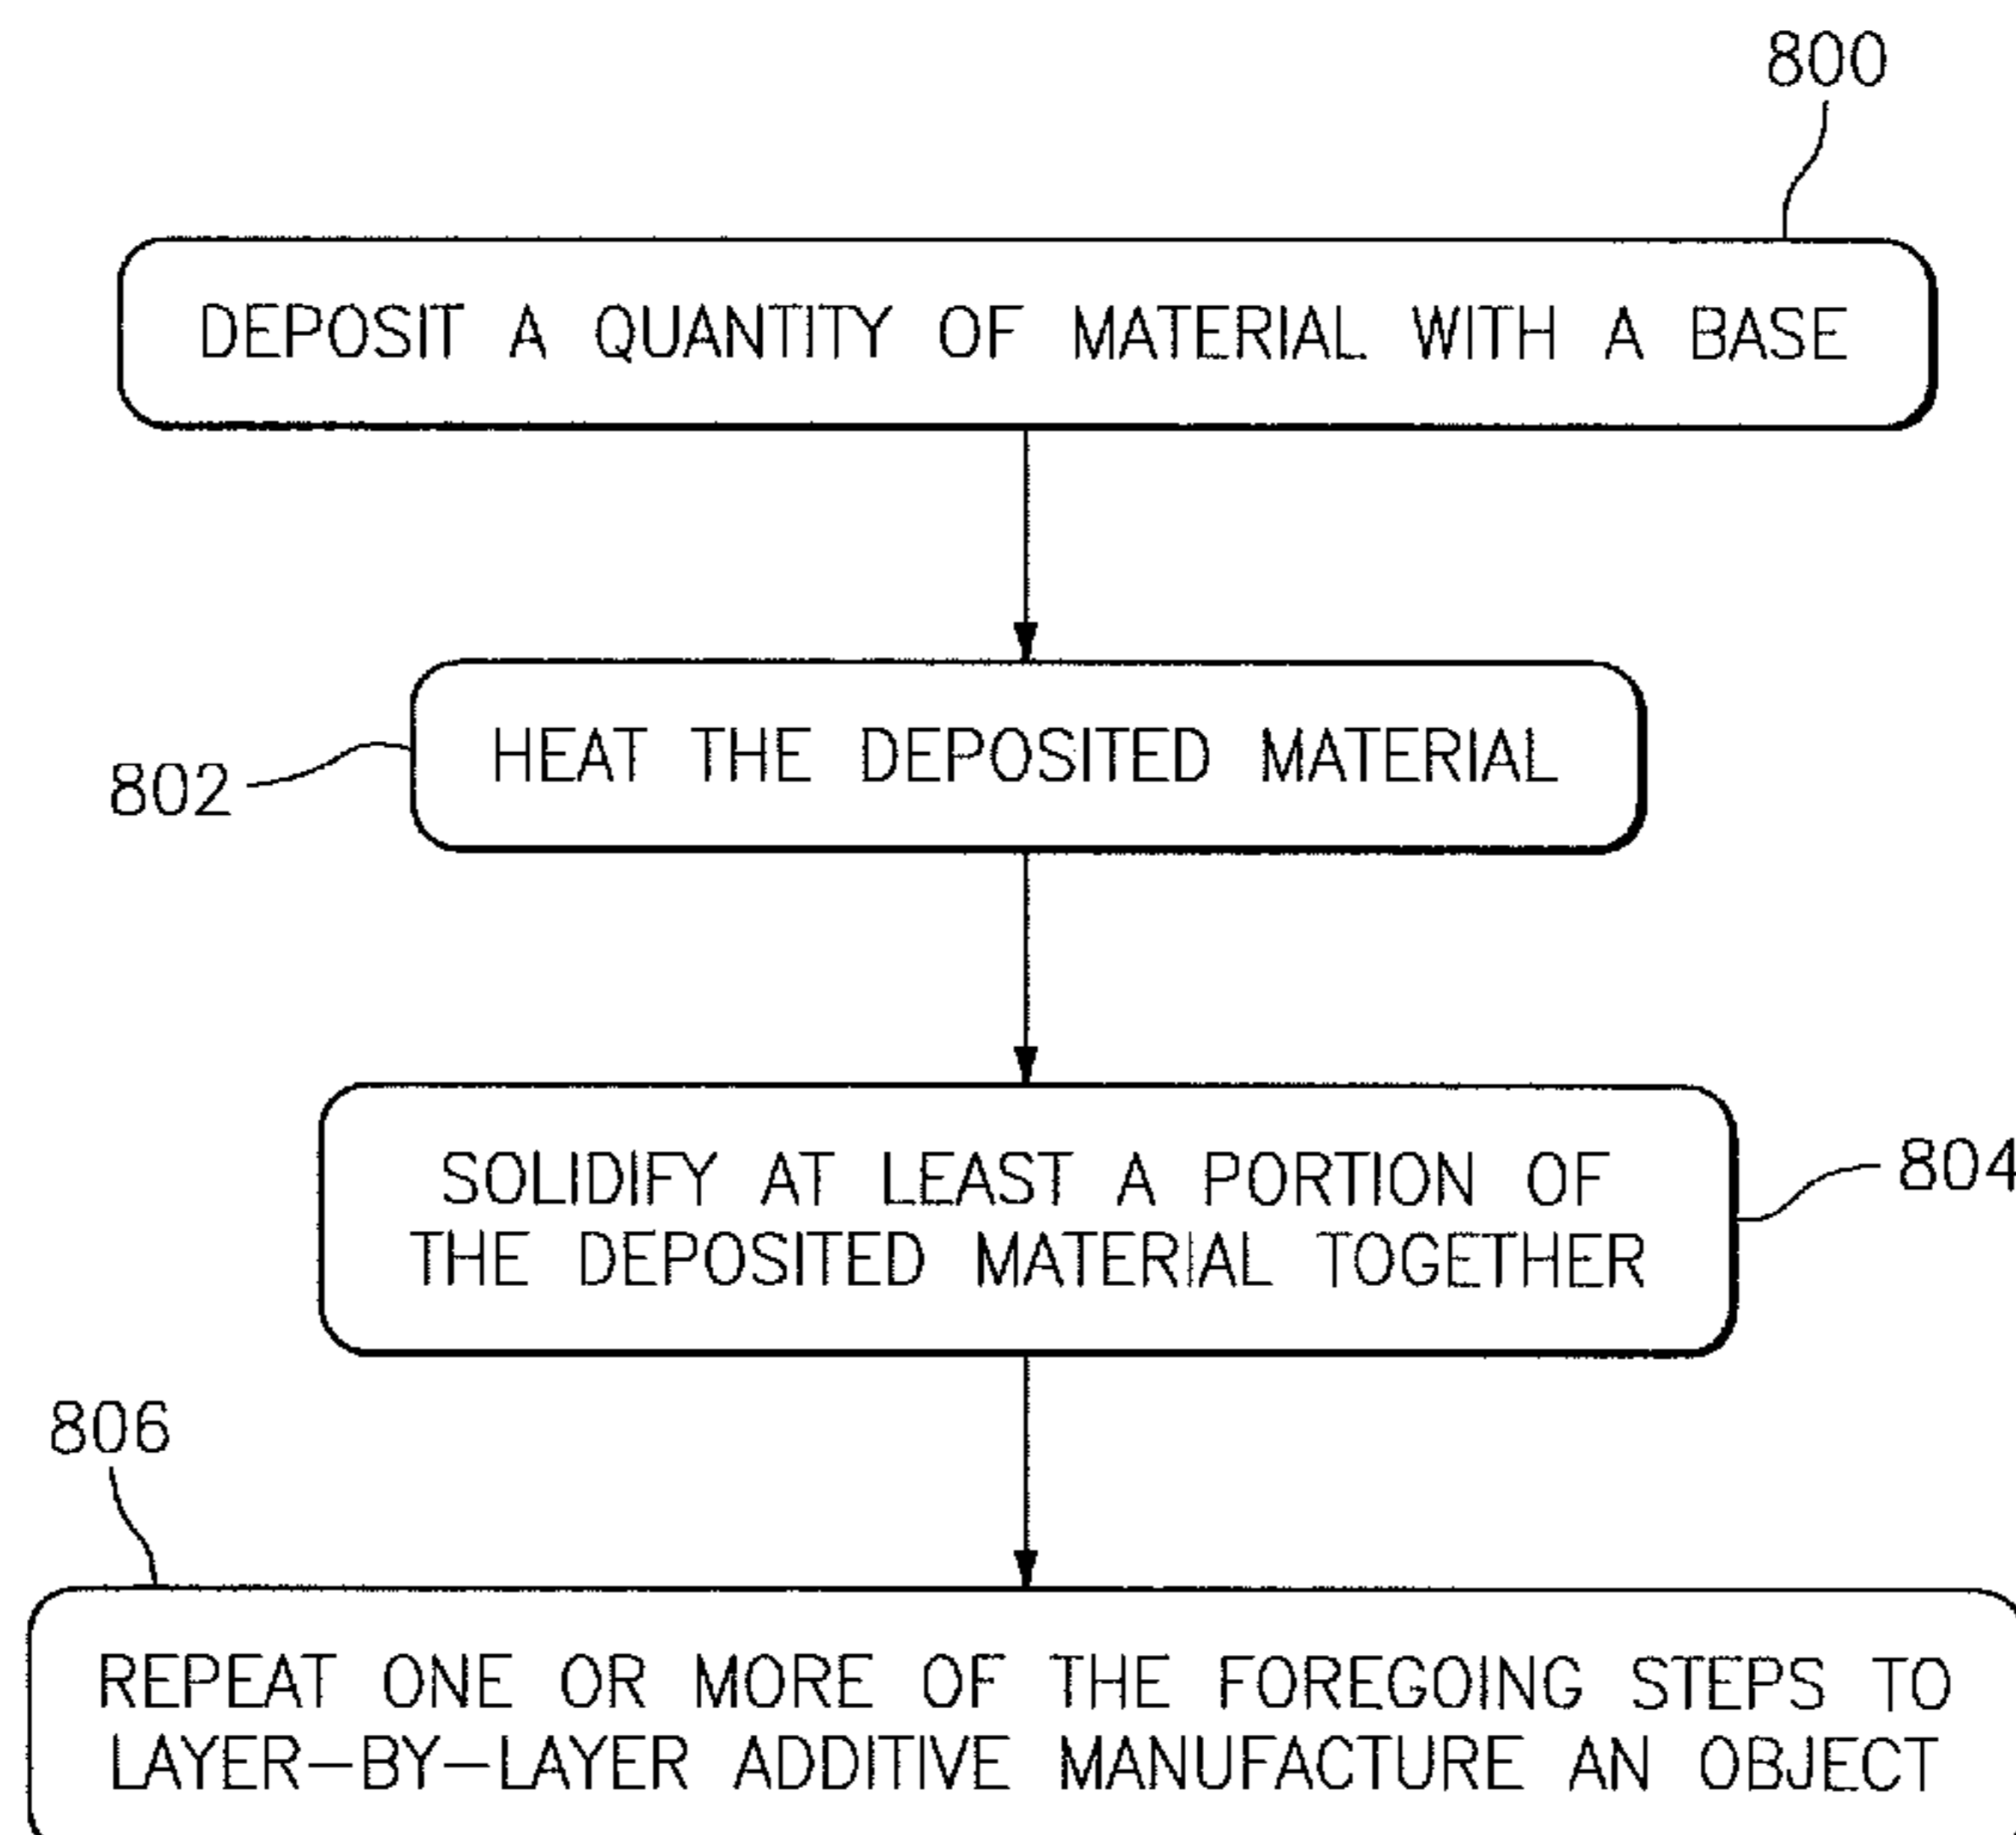 800
DEPOSIT A QUANTITY OF MATERIAL WITH A BASE
802
HEAT THE DEPOSITED MATERIAL
SOLIDIFY AT LEAST A PORTION OF
THE DEPOSITED MATERIAL TOGETHER
804
806
REPEAT ONE OR MORE OF THE FOREGOING STEPS TO
LAYER-BY-LAYER ADDITIVE MANUFACTURE AN OBJECT